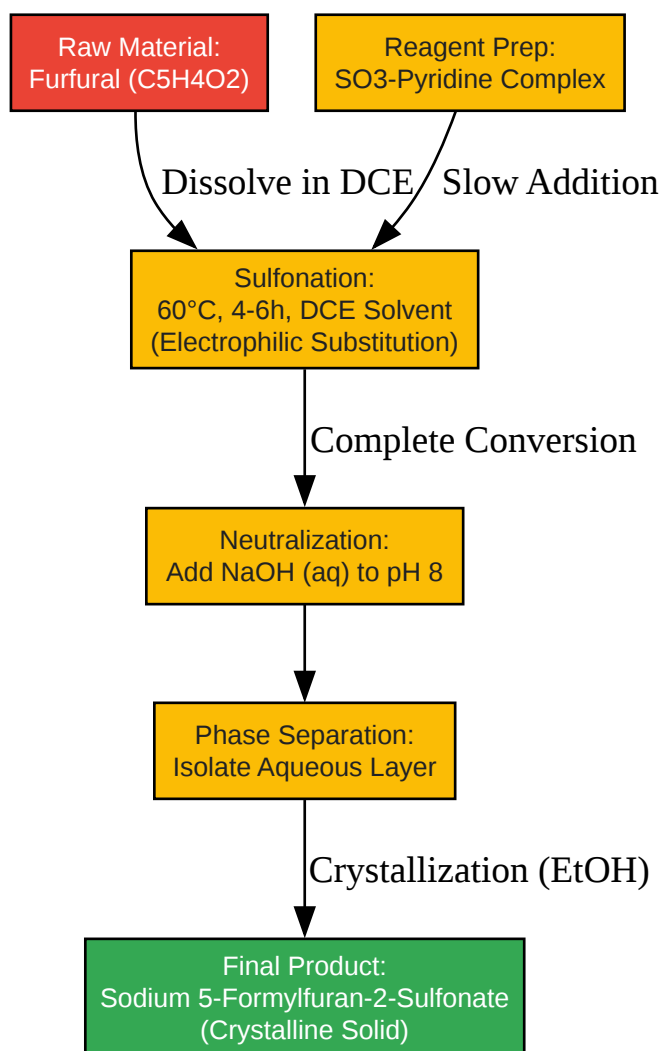 Raw Material:
Furfural (C5H4O2)
Reagent Prep:
SO3-Pyridine Complex
Dissolve in DCE
Slow Addition
Sulfonation:
60°C, 4-6h, DCE Solvent
(Electrophilic Substitution)
Complete Conversion
Neutralization:
Add NaOH (aq) to pH 8
Phase Separation:
Isolate Aqueous Layer
Crystallization (EtOH)
Final Product:
Sodium 5-Formylfuran-2-Sulfonate
(Crystalline Solid)